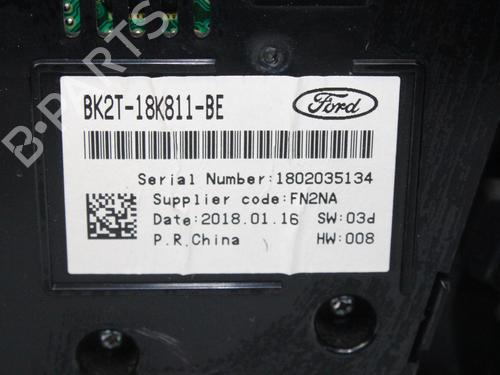 B-PARTS
BK2T-18K811-BE
Ford
Serial Number:1802035134
Supplier code:FN2NA
Date:2018.01.16 SW:03d
P.R.China HW:008